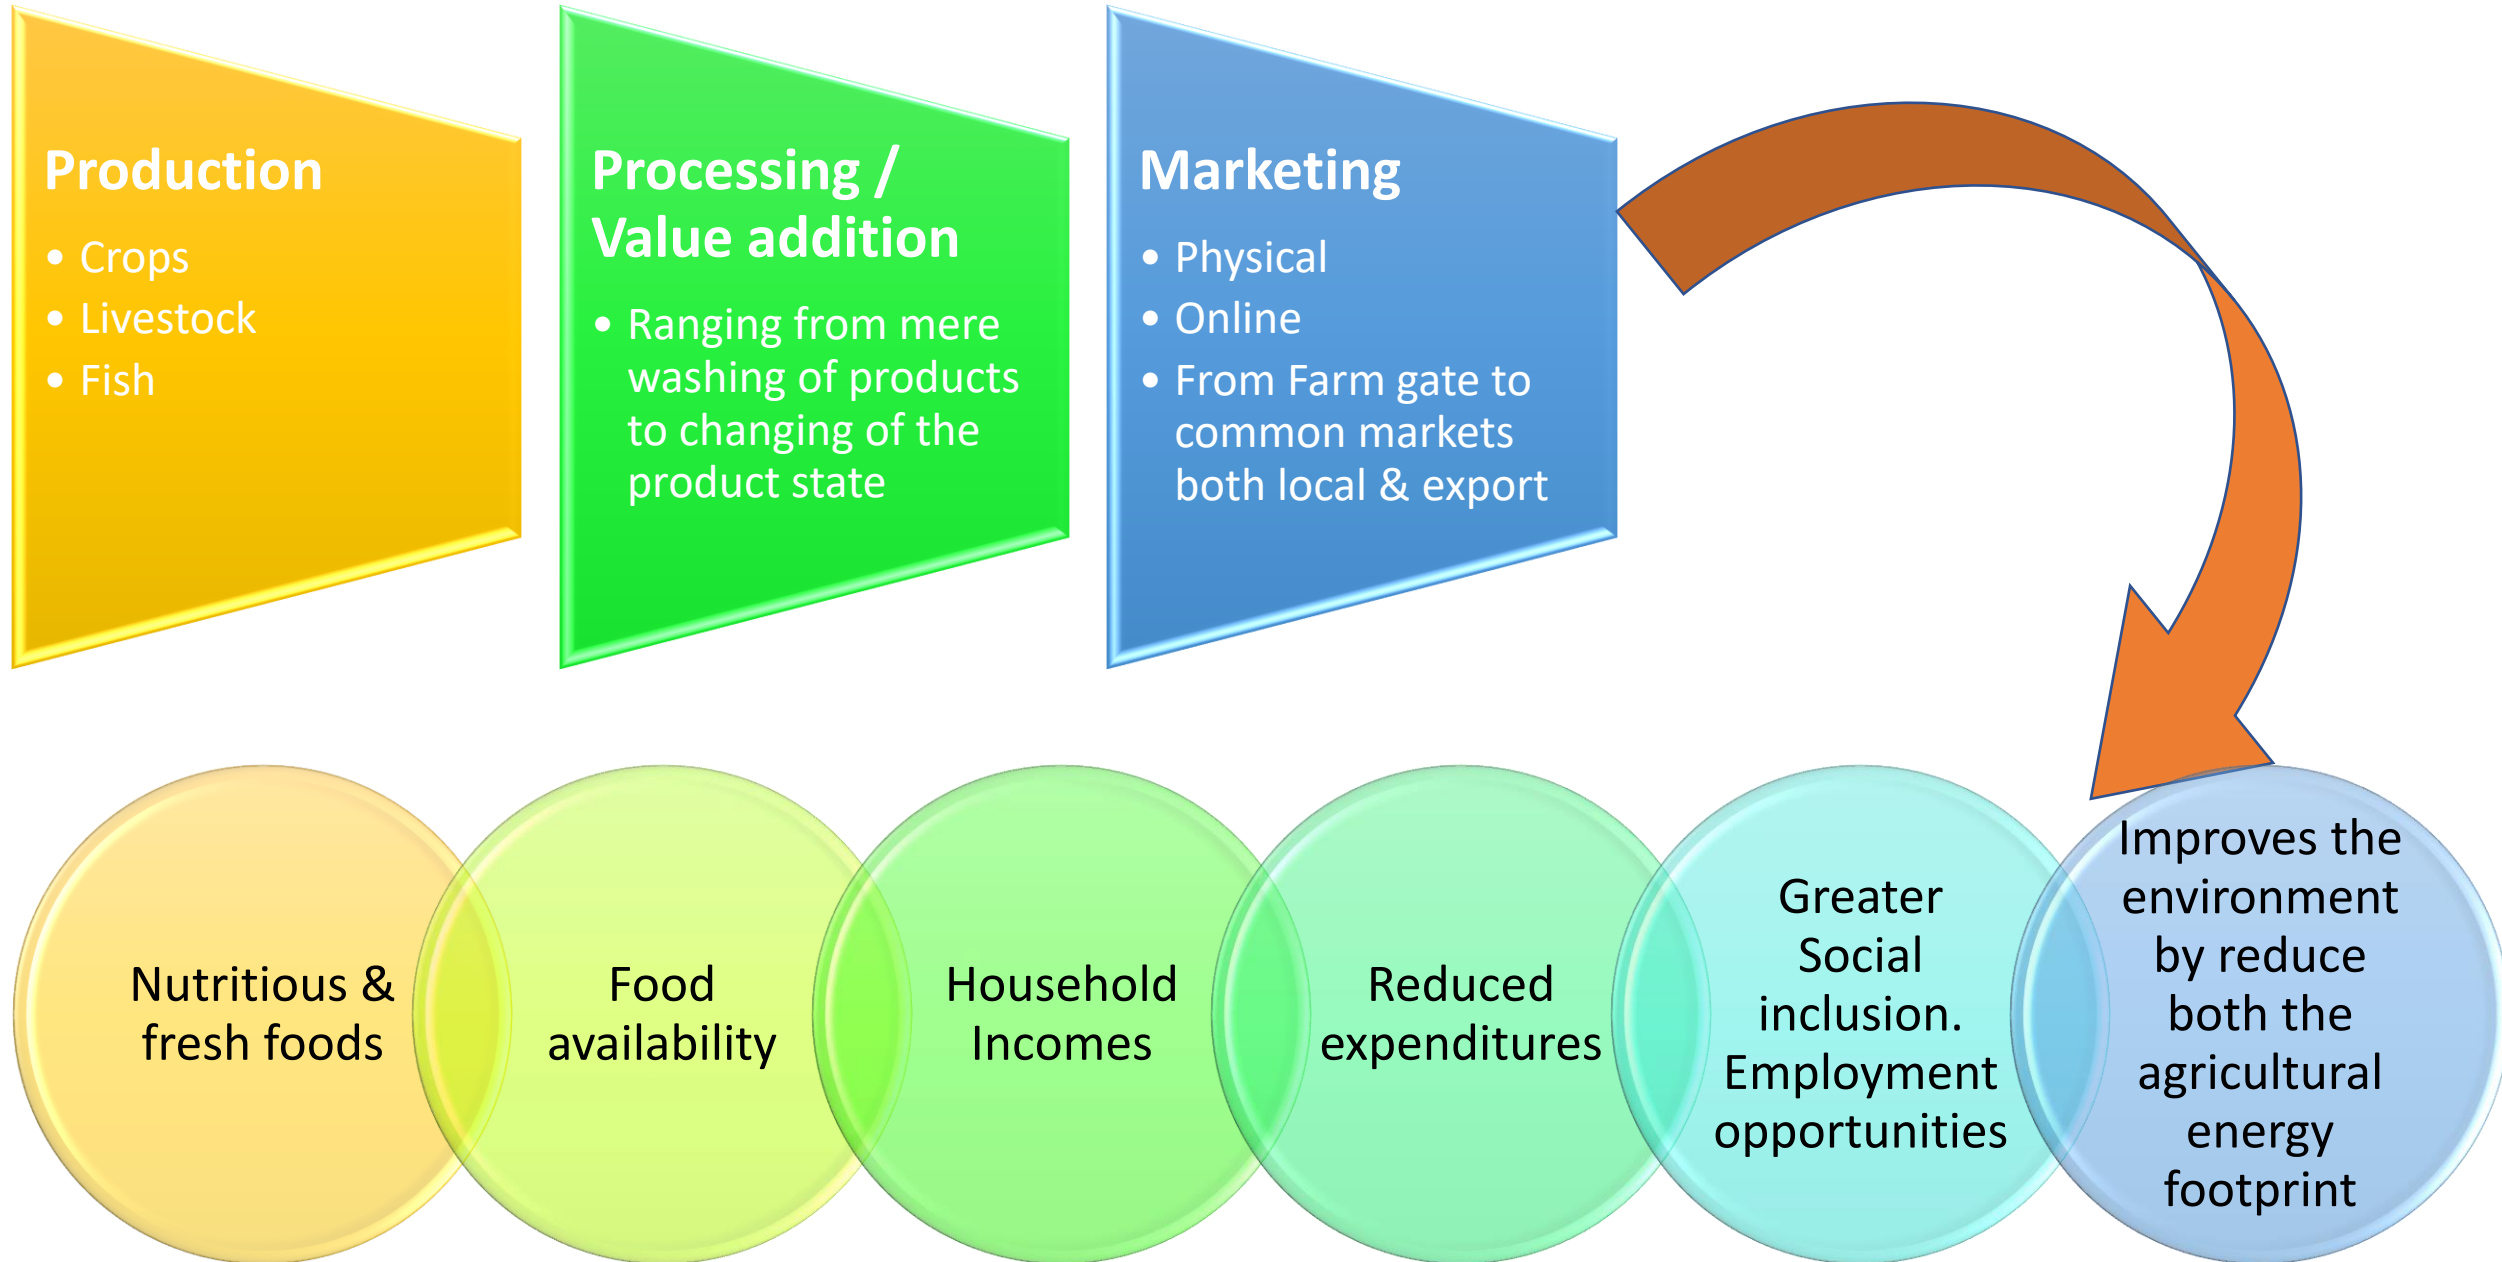 Production
• Crops
• Livestock
• Fish
Processing /
Value addition
• Ranging from mere
washing of products
to changing of the
product state
Marketing
• Physical
• Online
• From Farm gate to
common markets
both local & export
Nutritious &
fresh foods
Food
availability
Household
Incomes
Reduced
expenditures
Greater
Social
inclusion.
Employment
opportunities
Improves the
environment
by reduce
both the
agricultural
energy
footprint